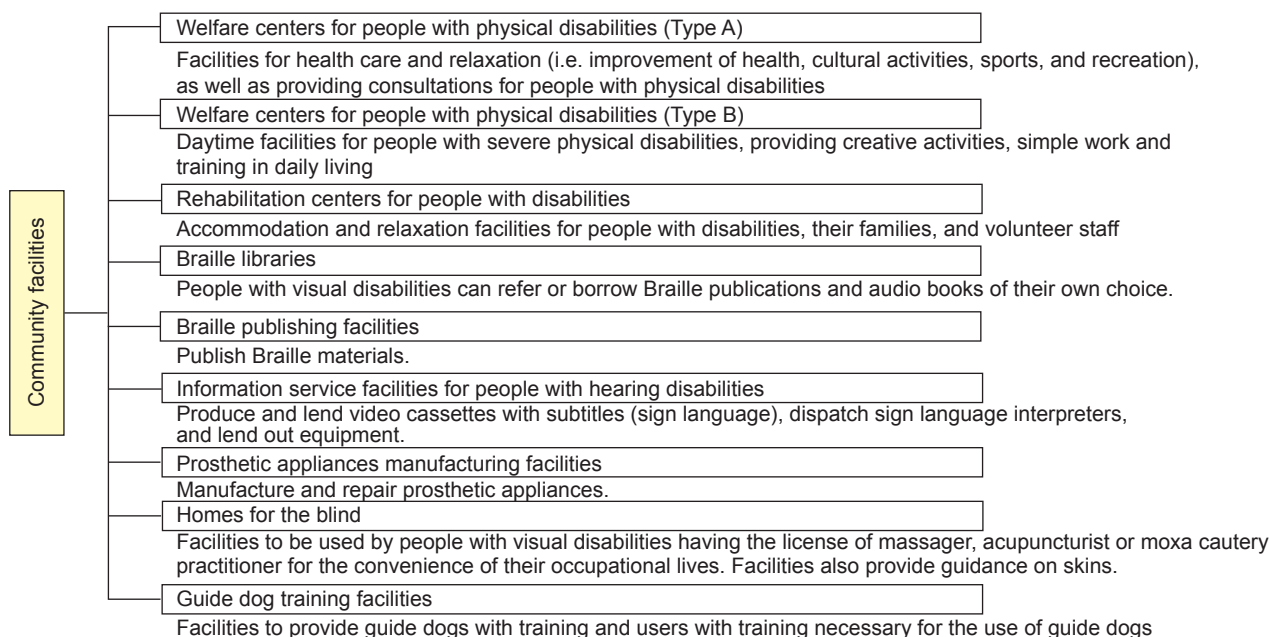 Community facilities
Welfare centers for people with physical disabilities (Type A)
Facilities for health care and relaxation (i.e. improvement of health, cultural activities, sports, and recreation),
as well as providing consultations for people with physical disabilities
Welfare centers for people with physical disabilities (Type B)
Daytime facilities for people with severe physical disabilities, providing creative activities, simple work and
training in daily living
Rehabilitation centers for people with disabilities
Accommodation and relaxation facilities for people with disabilities, their families, and volunteer staff
Braille libraries
People with visual disabilities can refer or borrow Braille publications and audio books of their own choice.
Braille publishing facilities
Publish Braille materials.
Information service facilities for people with hearing disabilities
Produce and lend video cassettes with subtitles (sign language), dispatch sign language interpreters,
and lend out equipment.
Prosthetic appliances manufacturing facilities
Manufacture and repair prosthetic appliances.
Homes for the blind
Facilities to be used by people with visual disabilities having the license of massager, acupuncturist or moxa cautery
practitioner for the convenience of their occupational lives. Facilities also provide guidance on skins.
Guide dog training facilities
Facilities to provide guide dogs with training and users with training necessary for the use of guide dogs